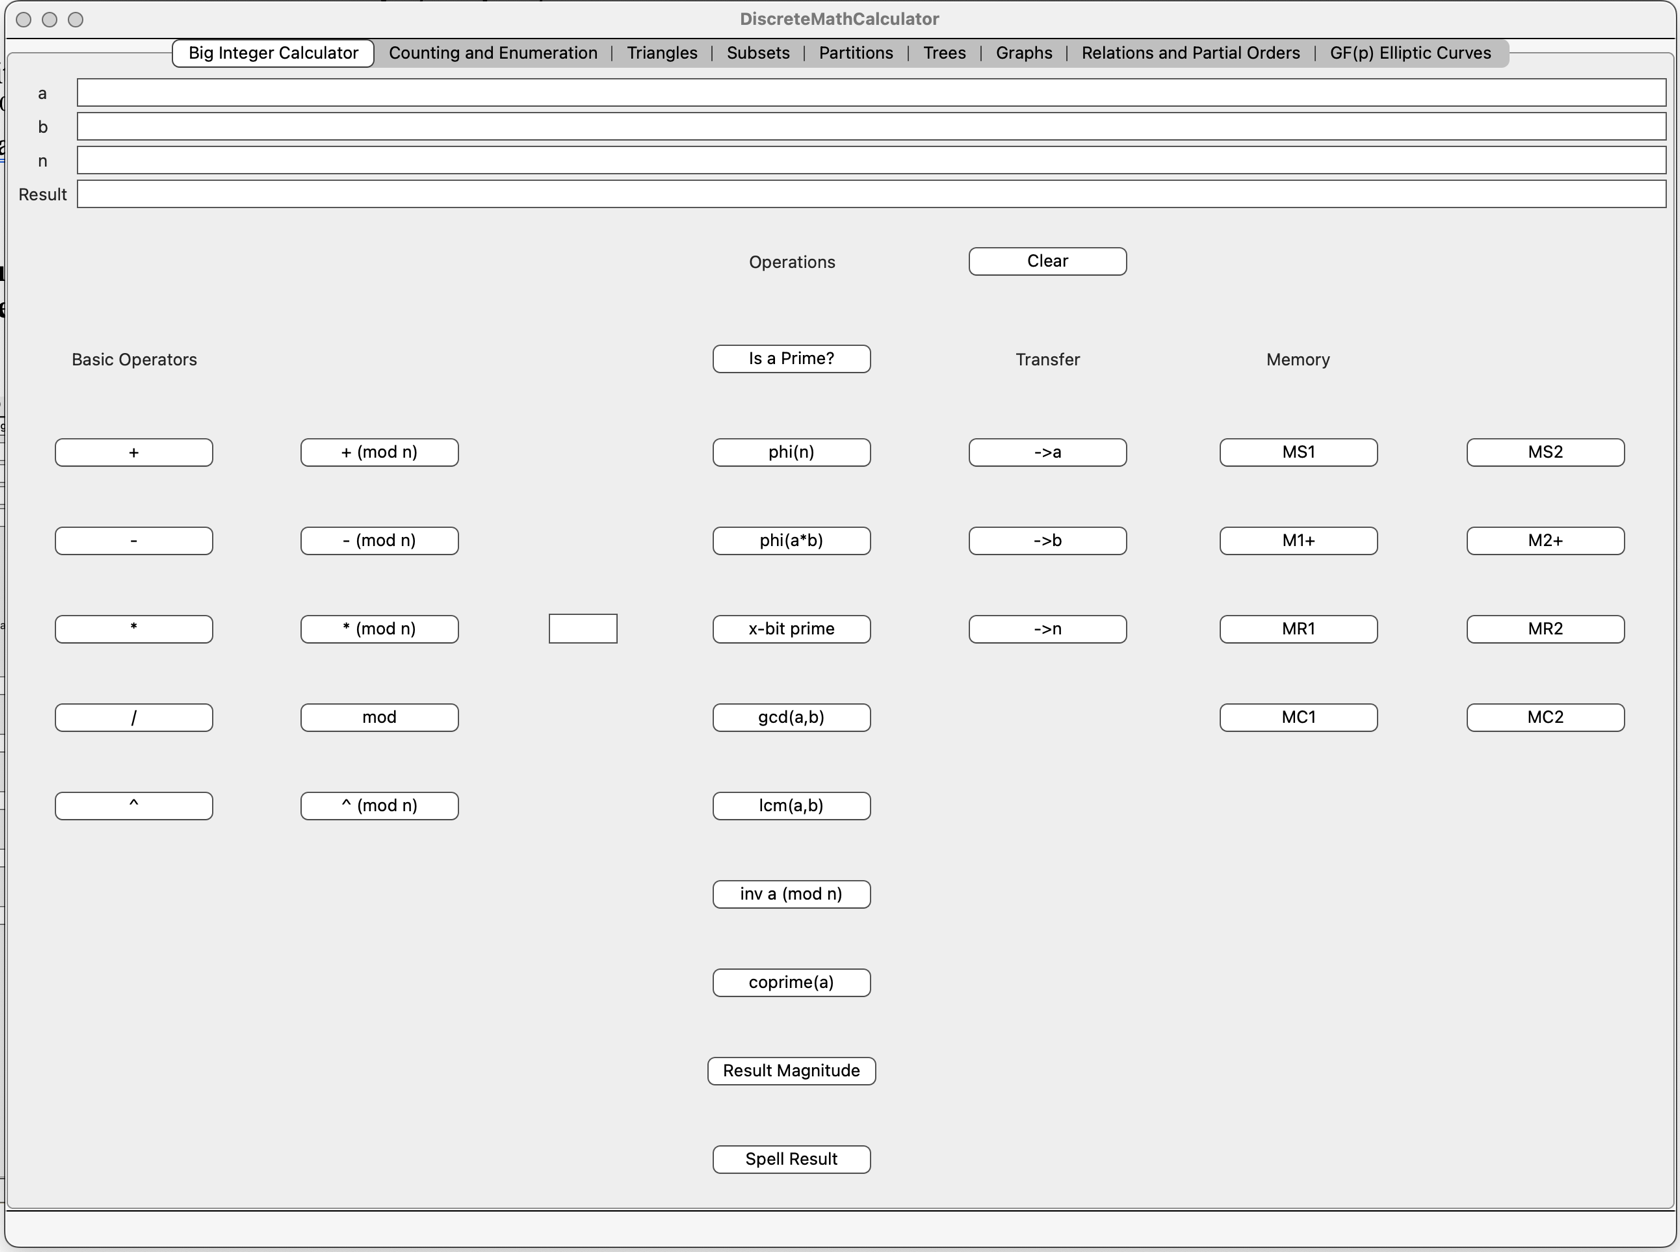 DiscreteMathCalculator
Big Integer Calculator | Counting and Enumeration | Triangles | Subsets | Partitions | Trees | Graphs | Relations and Partial Orders | GF(p) Elliptic Curves
a
b
n
Result
Operations Clear
Basic Operators Is a Prime? Transfer Memory
+ + (mod n) phi(n) ->a MS1 MS2
- - (mod n) phi(a*b) ->b M1+ M2+
* * (mod n) x-bit prime ->n MR1 MR2
/ mod gcd(a,b) MC1 MC2
^ ^ (mod n) lcm(a,b)
inv a (mod n)
coprime(a)
Result Magnitude
Spell Result